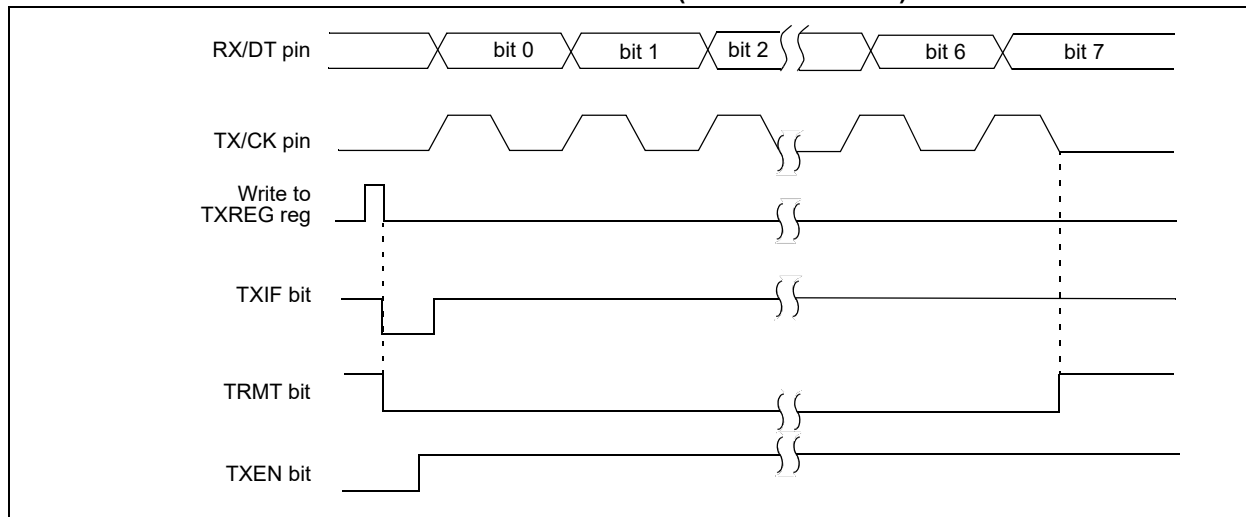 RX/DT pin
bit 0
bit 1
bit 2
bit 6
bit 7
TX/CK pin
Write to
TXREG reg
TXIF bit
TRMT bit
TXEN bit